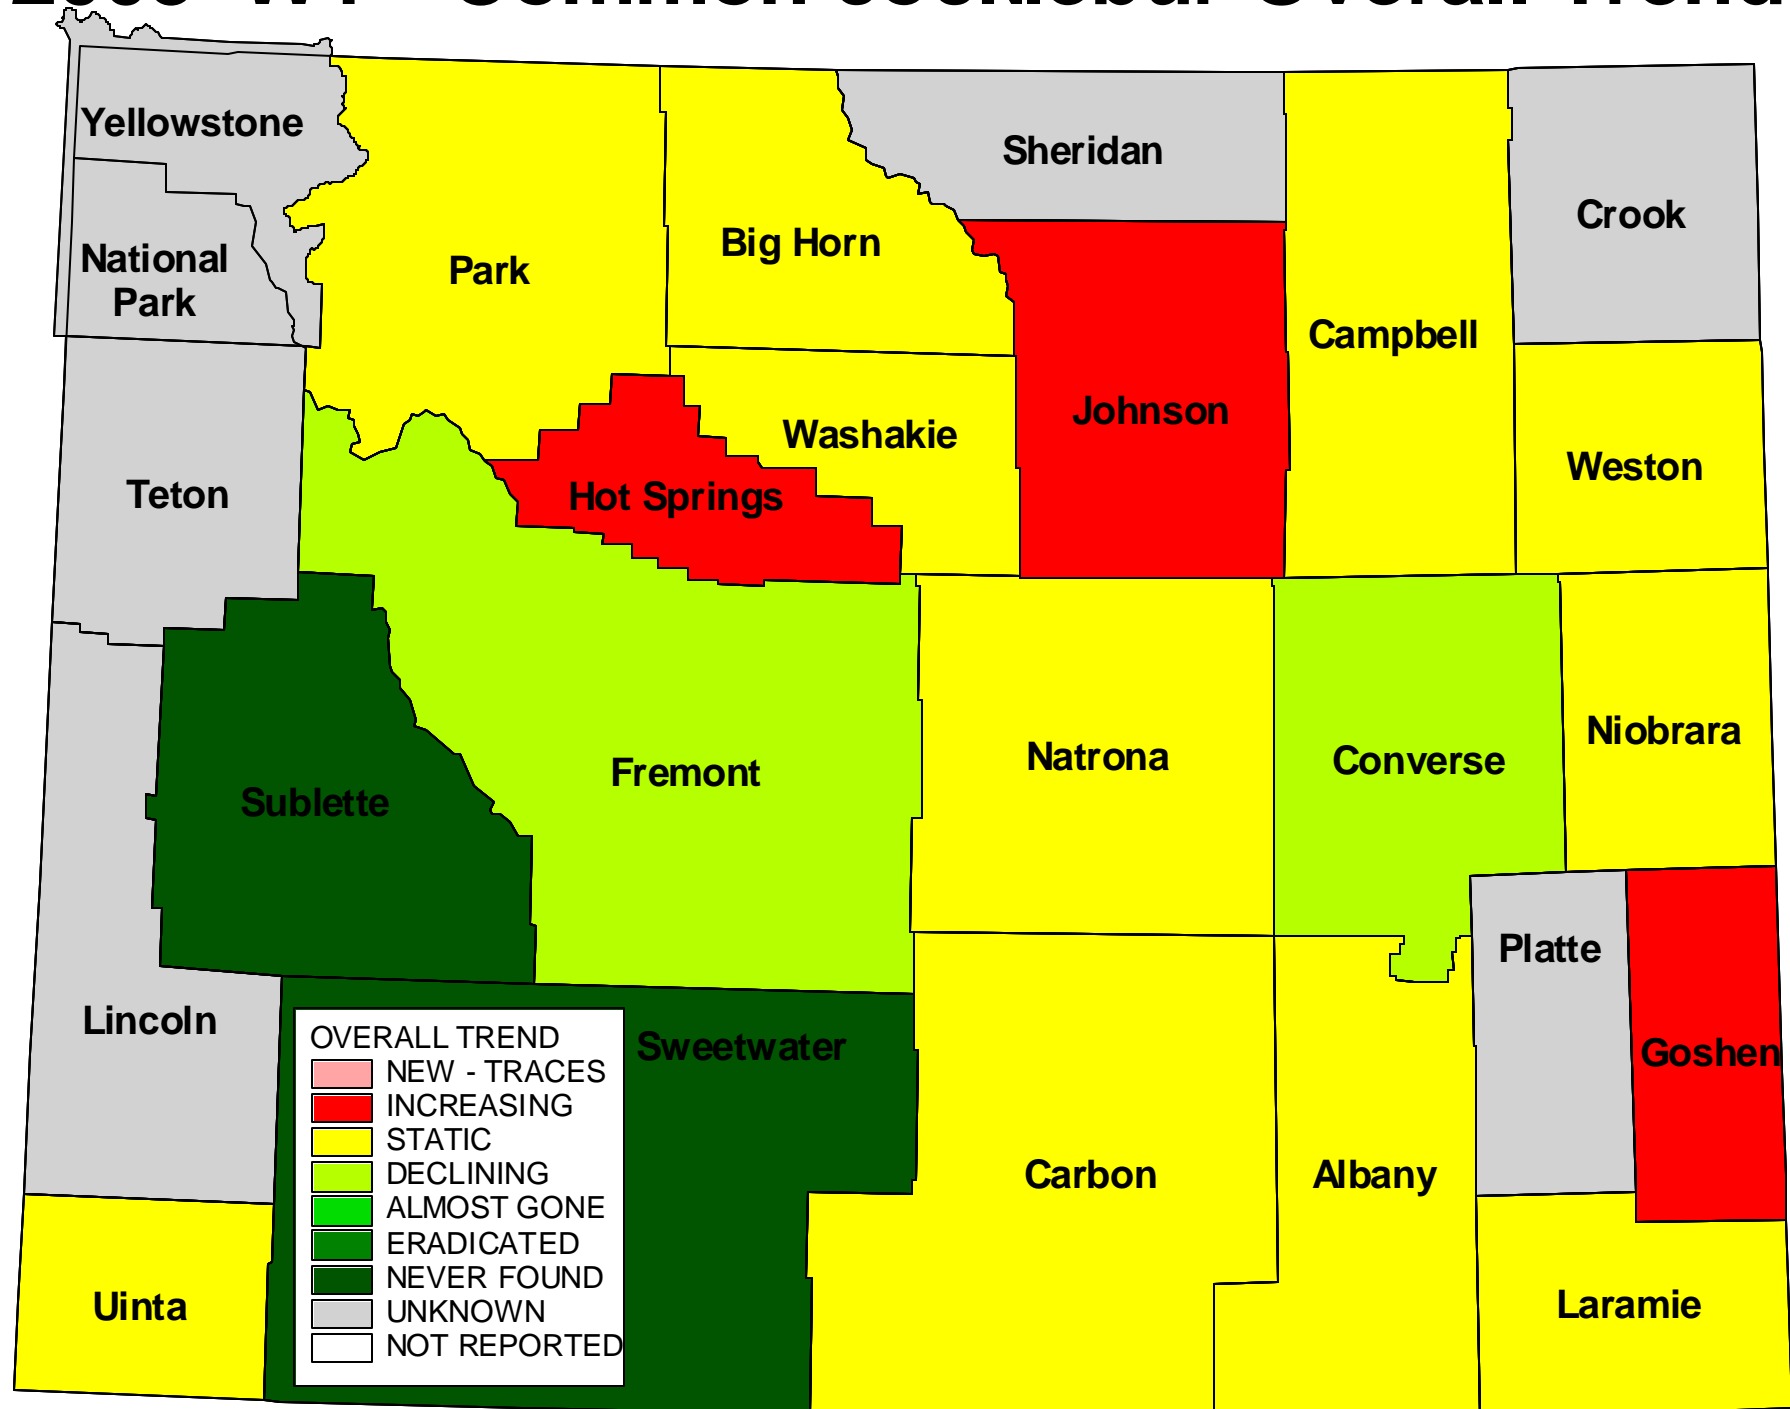 Yellowstone
Sheridan
Crook
Big Horn
National
Park
Park
Campbell
Johnson
Washakie
Weston
Teton
Hot Springs
Niobrara
Natrona
Converse
Fremont
Sublette
Platte
Lincoln
Sweetwater
Goshen
Carbon
Albany
Uinta
Laramie
OVERALL TREND
NEW - TRACES
INCREASING
STATIC
DECLINING
ALMOST GONE
ERADICATED
NEVER FOUND
UNKNOWN
NOT REPORTED